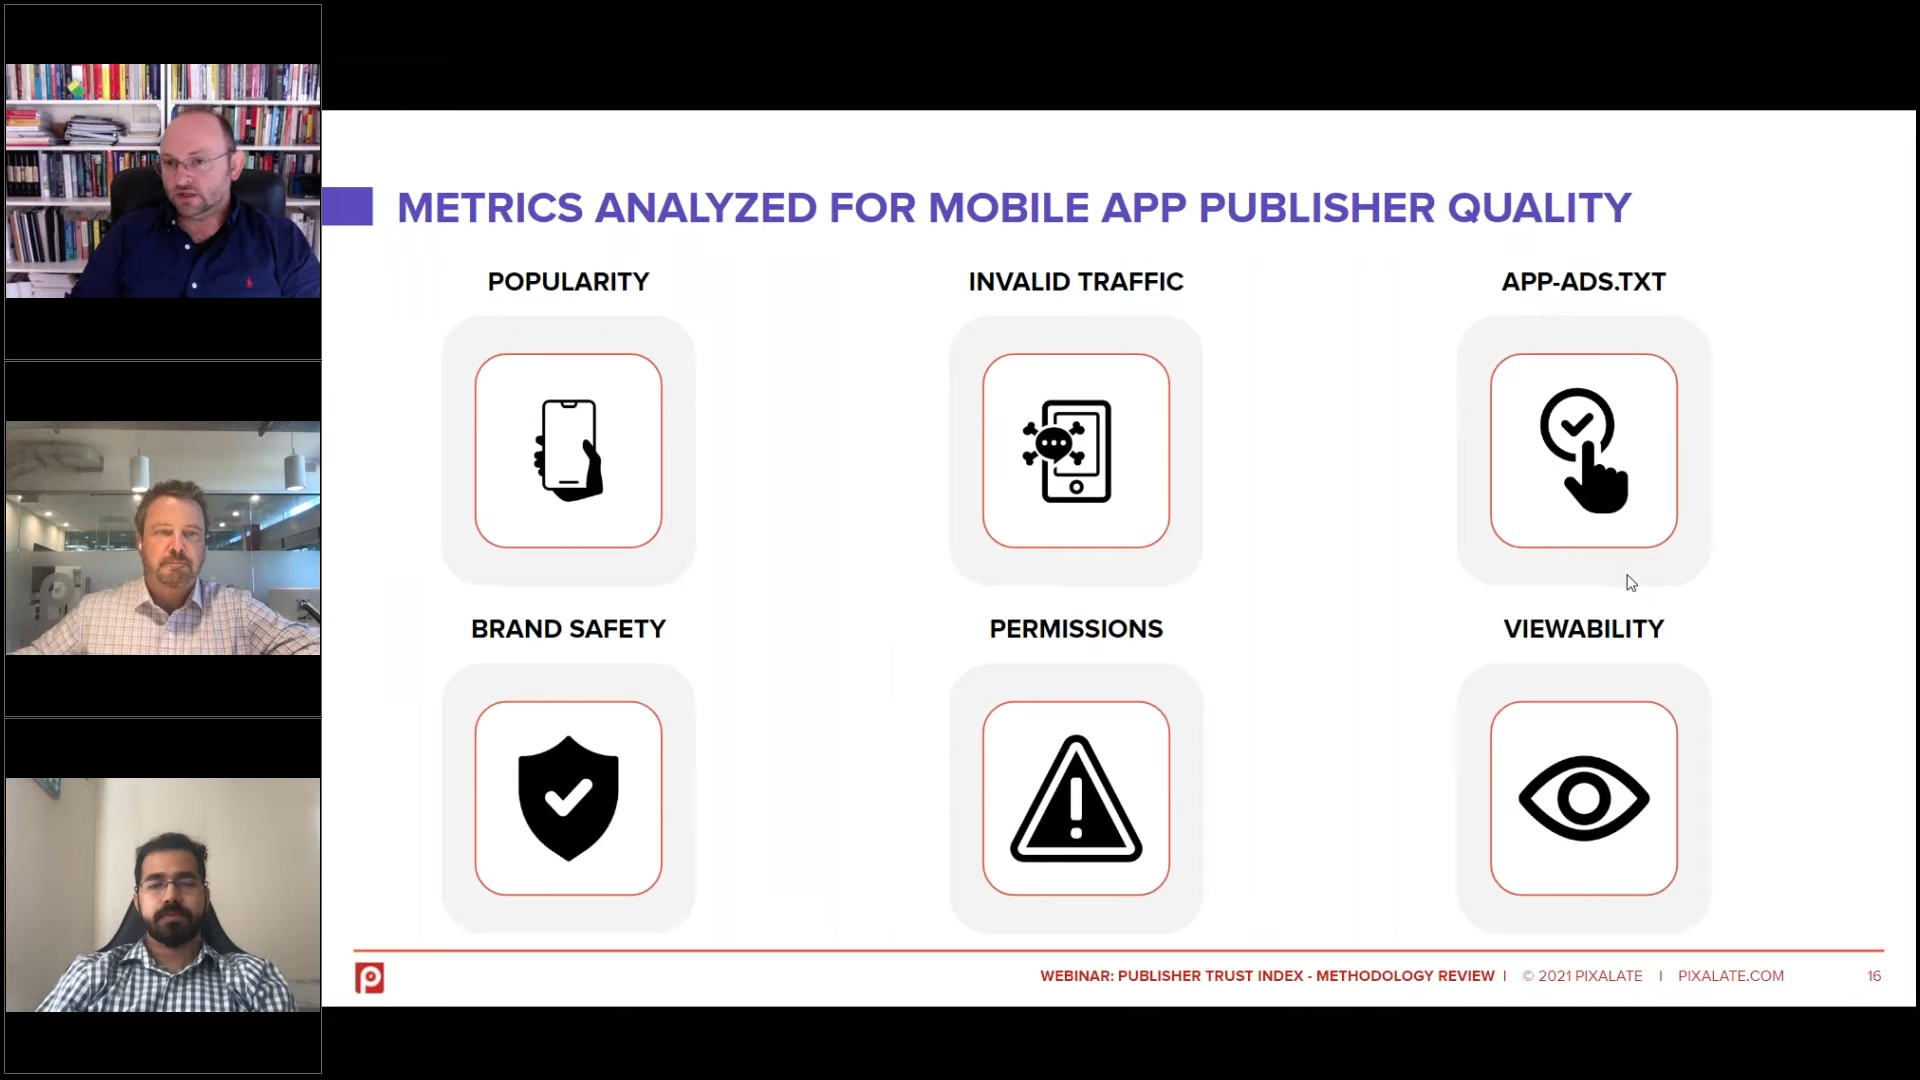 METRICS ANALYZED FOR MOBILE APP PUBLISHER QUALITY
POPULARITY
INVALID TRAFFIC
APP-ADS.TXT
BRAND SAFETY
PERMISSIONS
VIEWABILITY
WEBINAR: PUBLISHER TRUST INDEX - METHODOLOGY REVIEW | © 2021 PIXALATE | PIXALATE.COM 16